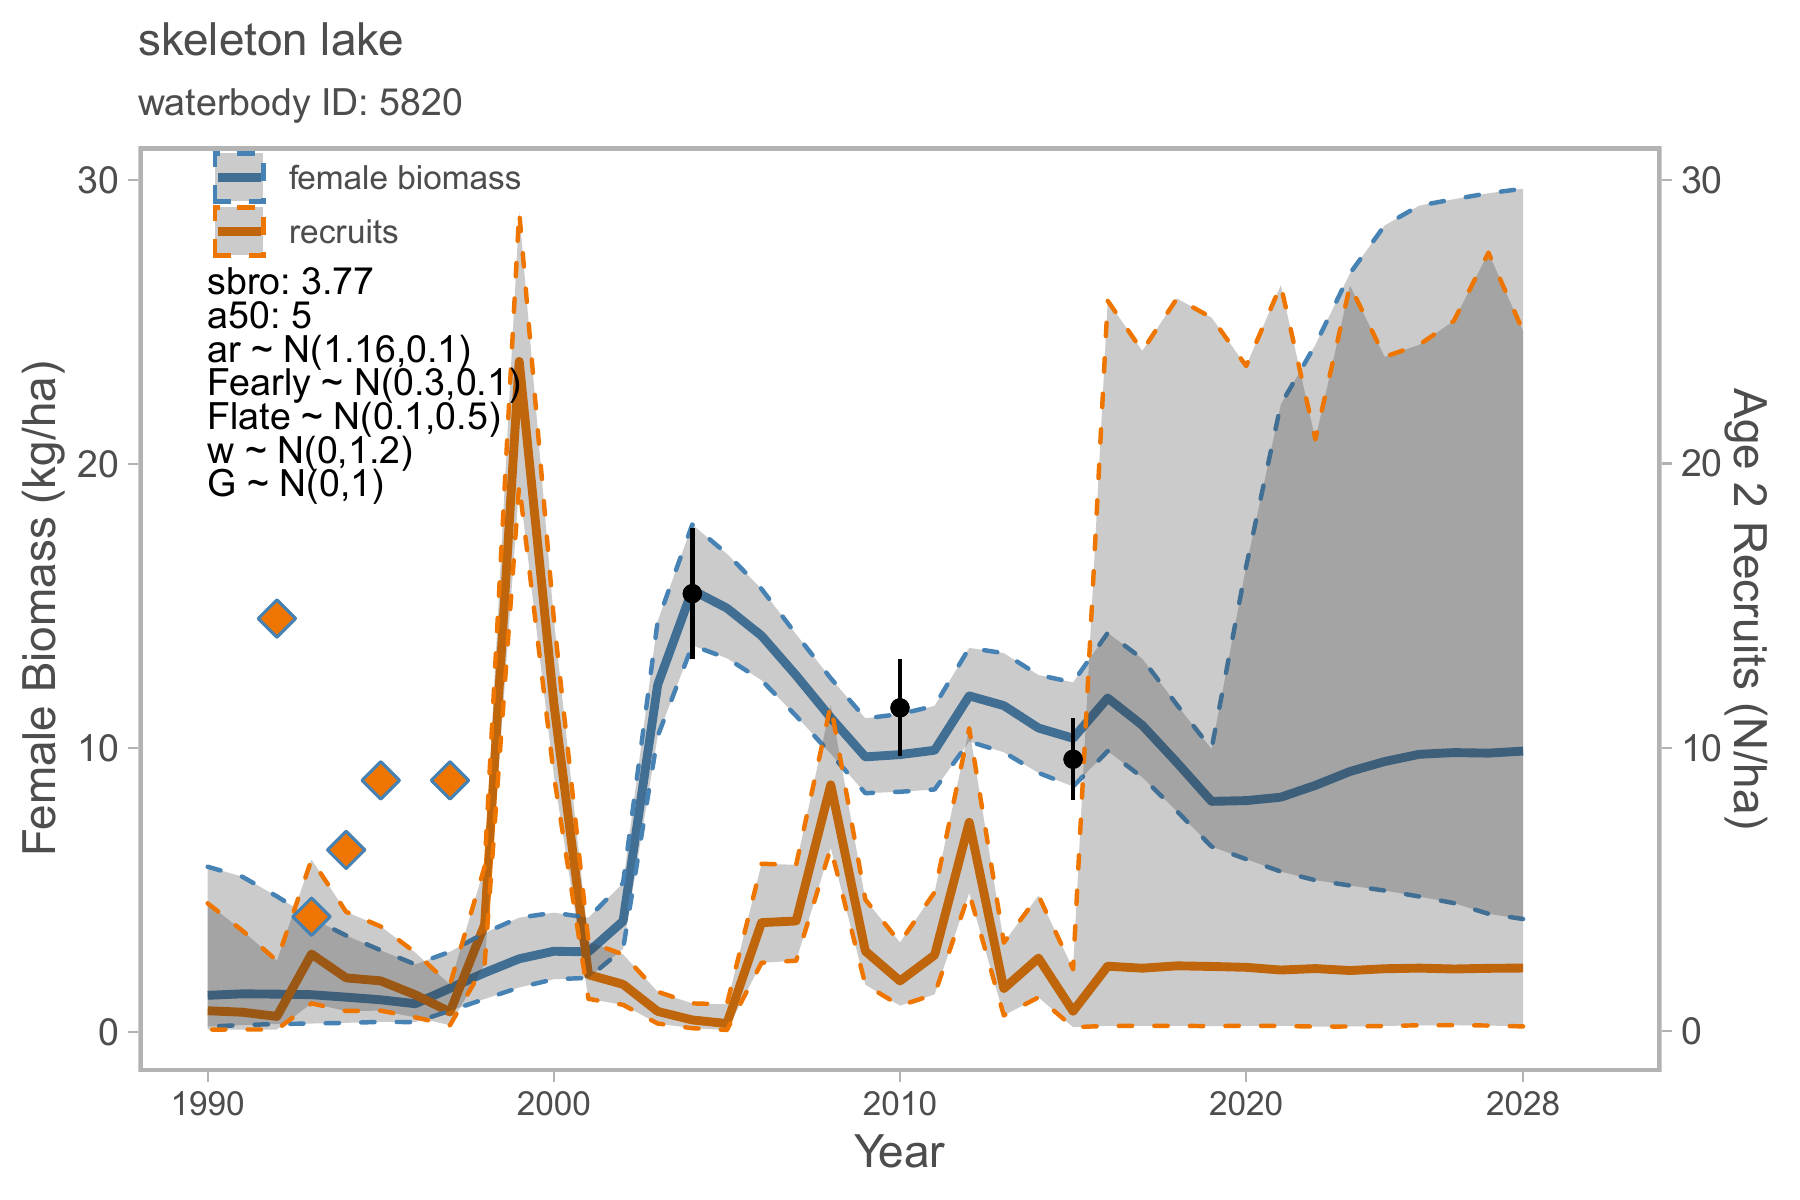 skeleton lake
waterbody ID: 5820
female biomass
recruits
sbro: 3.77
a50: 5
ar ~ N(1.16,0.1)
Fearly ~ N(0.3,0.1)
Flate ~ N(0.1,0.5)
w ~ N(0,1.2)
G ~ N(0,1)
Female Biomass (kg/ha)
30
20
10
0
Age 2 Recruits (N/ha)
30
20
10
0
1990
2000
2010
2020
2028
Year